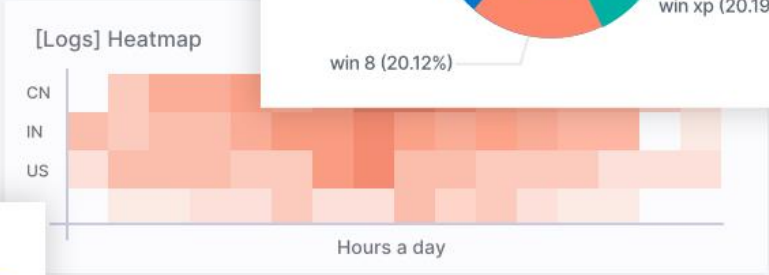 win xp (20.19
[Logs] Heatmap
win 8 (20.12%)
CN
IN
US
Hours a day